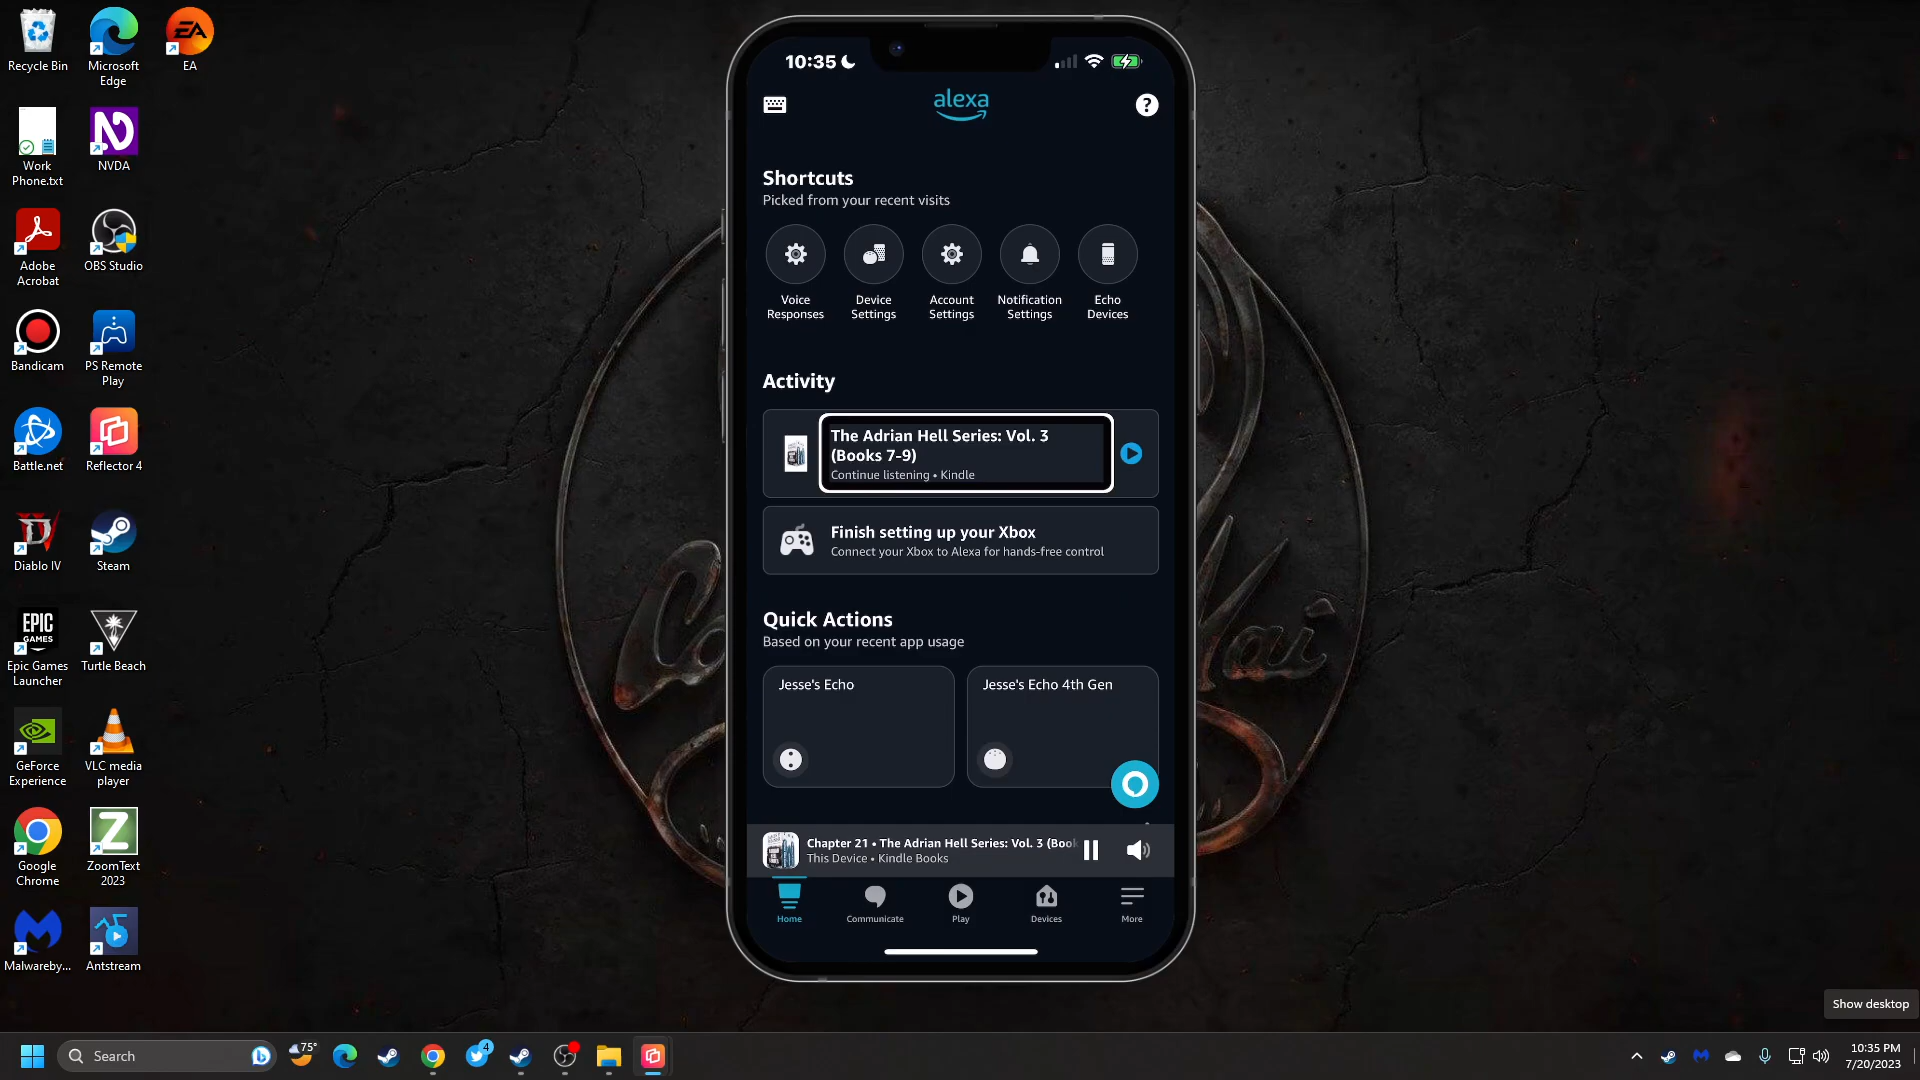 Recycle Bin
Microsoft
Edge
EA
Work
Phone.txt
NVDA
Adobe
Acrobat
OBS Studio
Bandicam
PS Remote
Play
Battle.net
Reflector 4
Diablo IV
Steam
EPIC
GAMES
Epic Games
Launcher
Turtle Beach
GeForce
Experience
VLC media
player
Google
Chrome
ZoomText
2023
Malwareby...
Antstream
10:35
alexa
?
Shortcuts
Picked from your recent visits
Voice
Responses
Device
Settings
Account
Settings
Notification
Settings
Echo
Devices
Activity
The Adrian Hell Series: Vol. 3
(Books 7-9)
Continue listening • Kindle
Finish setting up your Xbox
Connect your Xbox to Alexa for hands-free control
Quick Actions
Based on your recent app usage
Jesse's Echo
Jesse's Echo 4th Gen
Chapter 21 • The Adrian Hell Series: Vol. 3 (Book
This Device • Kindle Books
Home
Communicate
Play
Devices
More
Show desktop
Search
75°
4
10:35 PM
7/20/2023